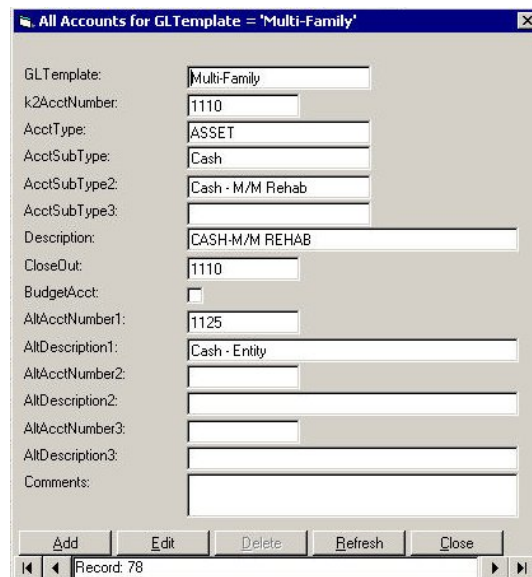 All Accounts for GLTemplate = 'Multi-Family'
GLTemplate: Multi-Family
k2AcctNumber: 1110
AcctType: ASSET
AcctSubType: Cash
AcctSubType2: Cash - M/M Rehab
AcctSubType3:
Description: CASH-M/M REHAB
CloseOut: 1110
BudgetAcct:
AltAcctNumber1: 1125
AltDescription1: Cash - Entity
AltAcctNumber2:
AltDescription2:
AltAcctNumber3:
AltDescription3:
Comments:
Add Edit Delete Refresh Close
Record: 78